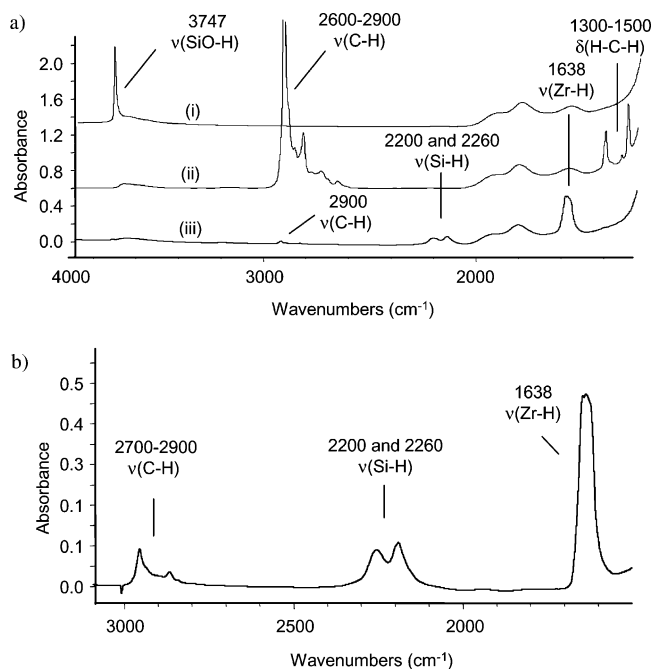 a)
3747
ν(SiO-H)
2600-2900
ν(C-H)
1300-1500
δ(H-C-H)
1638
ν(Zr-H)
2200 and 2260
ν(Si-H)
2900
ν(C-H)
(i)
(ii)
(iii)
Absorbance
2.0
1.6
1.2
0.8
0.4
0.0
4000
3000
2000
Wavenumbers (cm⁻¹)
b)
2700-2900
ν(C-H)
2200 and 2260
ν(Si-H)
1638
ν(Zr-H)
Absorbance
0.5
0.4
0.3
0.1
0.1
0.0
3000
2500
2000
Wavenumbers (cm⁻¹)